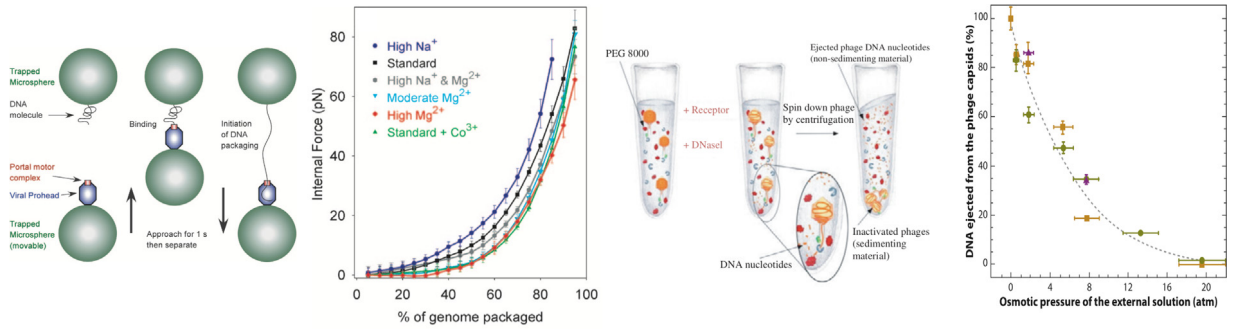 Trapped
Microsphere
DNA
molecule
Binding
Initiation
of DNA
packaging
Portal motor
complex
Viral Prohead
Trapped
Microsphere
(movable)
Approach for 1 s
then separate
Internal Force (pN)
80
60
40
20
0
High Na+
Standard
High Na+ & Mg2+
Moderate Mg2+
High Mg2+
Standard + Co3+
0
20
40
60
80
100
% of genome packaged
PEG 8000
+ Receptor
+ DNaseI
Spin down phage
by centrifugation
Ejected phage DNA nucleotides
(non-sedimenting material)
DNA nucleotides
Inactivated phages
(sedimenting
material)
DNA ejected from the phage capsids (%)
100
80
60
40
20
0
0
4
8
12
16
20
Osmotic pressure of the external solution (atm)